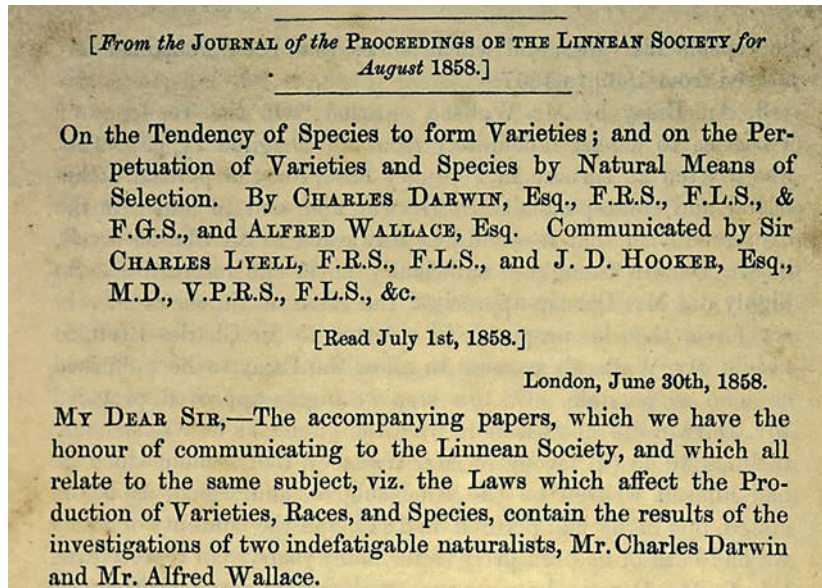 [From the JOURNAL of the PROCEEDINGS OE THE LINNEAN SOCIETY for
August 1858.]
On the Tendency of Species to form Varieties; and on the Per-
petuation of Varieties and Species by Natural Means of
Selection. By CHARLES DARWIN, Esq., F.R.S., F.L.S., &
F.G.S., and ALFRED WALLACE, Esq. Communicated by Sir
CHARLES LYELL, F.R.S., F.L.S., and J. D. HOOKER, Esq.,
M.D., V.P.R.S., F.L.S., &c.
[Read July 1st, 1858.]
London, June 30th, 1858.
MY DEAR SIR,—The accompanying papers, which we have the
honour of communicating to the Linnean Society, and which all
relate to the same subject, viz. the Laws which affect the Pro-
duction of Varieties, Races, and Species, contain the results of the
investigations of two indefatigable naturalists, Mr. Charles Darwin
and Mr. Alfred Wallace.